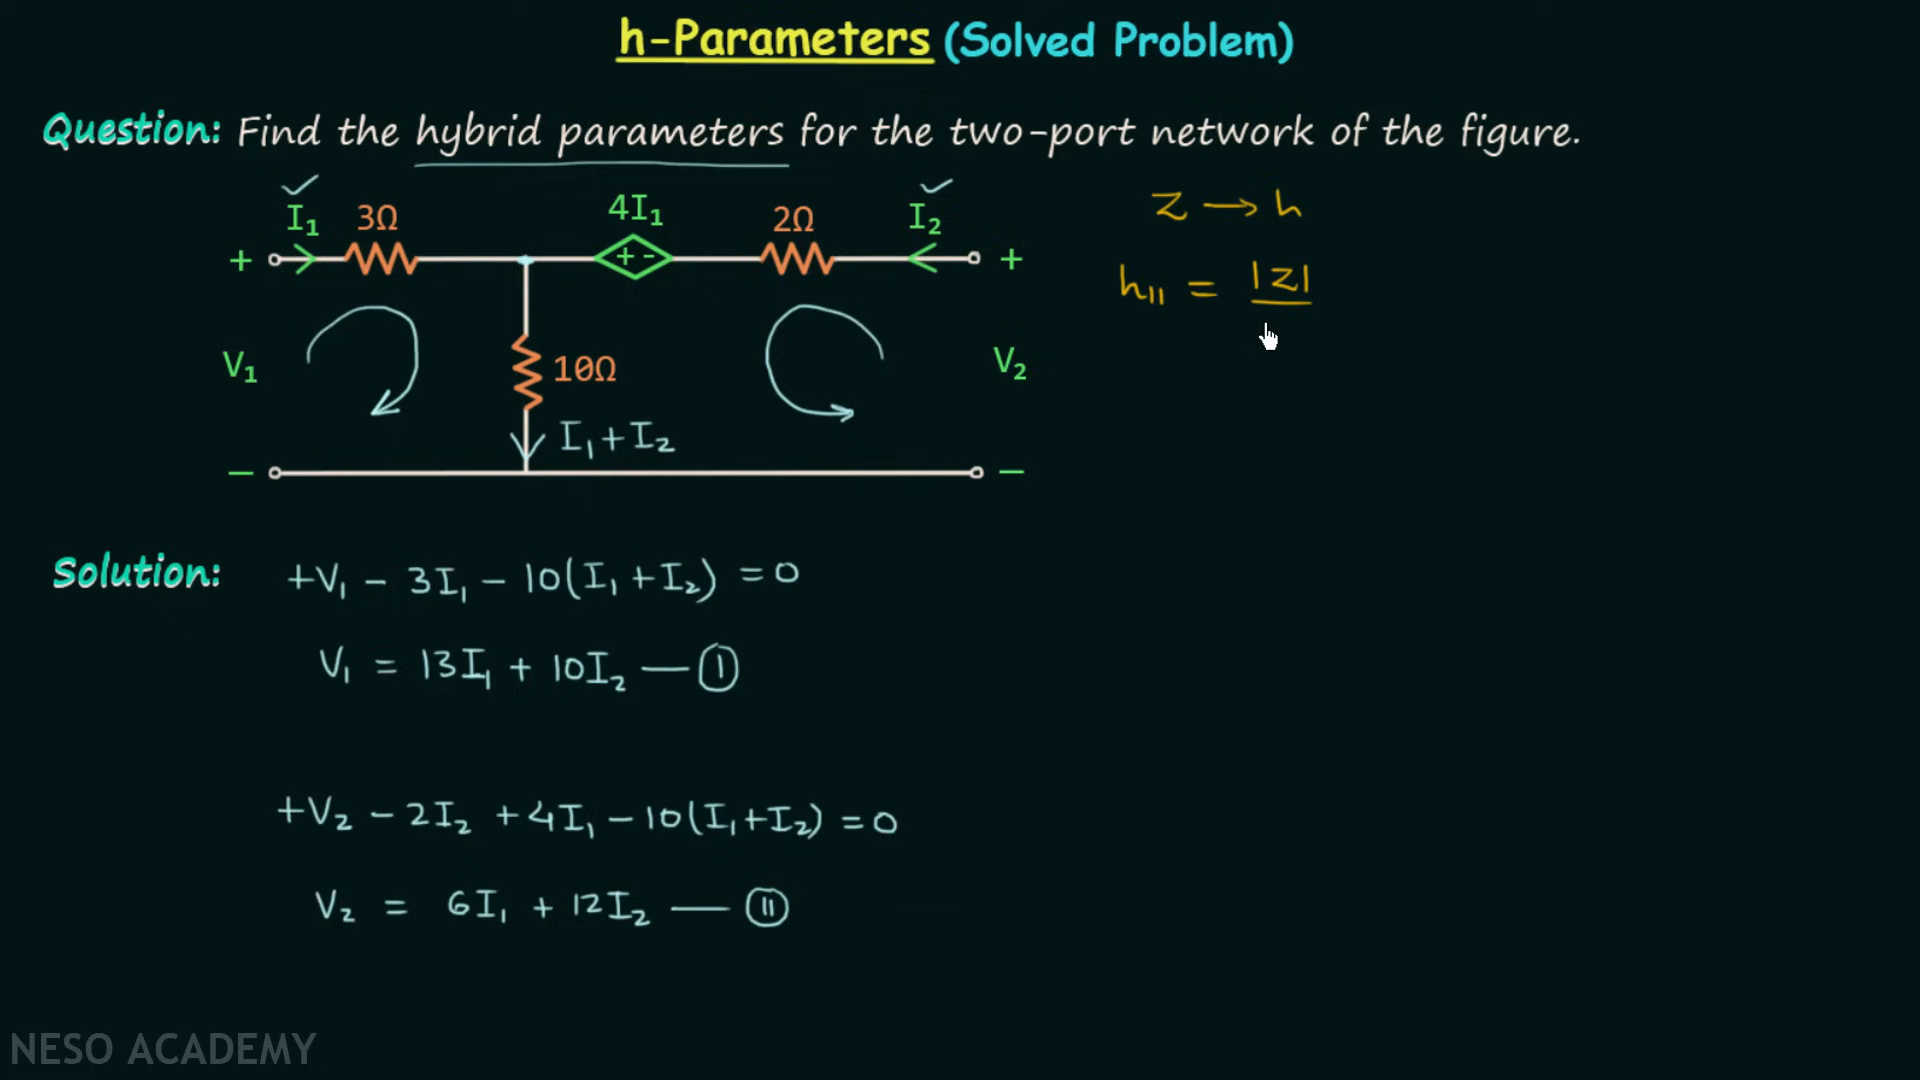 h-Parameters (Solved Problem)
Question: Find the hybrid parameters for the two-port network of the figure.
I₁ 3Ω 4I₁ 2Ω I₂
+ + - +
V₁ 10Ω V₂
I₁+I₂
− −
z → h
h₁₁ = |z|
Solution: +V₁ − 3I₁ − 10(I₁ + I₂) = 0
V₁ = 13I₁ + 10I₂ — ①
+V₂ − 2I₂ + 4I₁ − 10(I₁+I₂) = 0
V₂ = 6I₁ + 12I₂ — Ⅱ
NESO ACADEMY